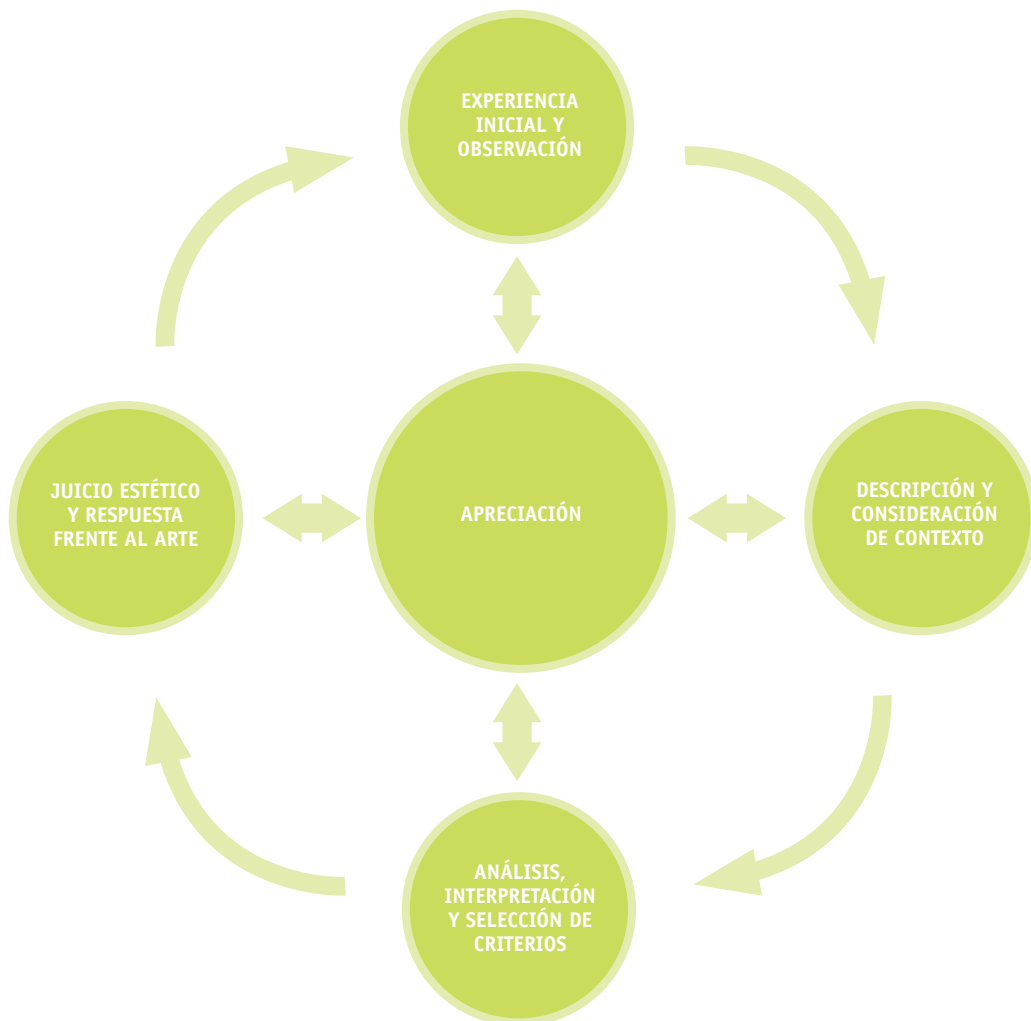 EXPERIENCIA
INICIAL Y
OBSERVACIÓN
JUICIO ESTÉTICO
Y RESPUESTA
FRENTE AL ARTE
APRECIACIÓN
DESCRIPCIÓN Y
CONSIDERACIÓN
DE CONTEXTO
ANÁLISIS,
INTERPRETACIÓN
Y SELECCIÓN DE
CRITERIOS